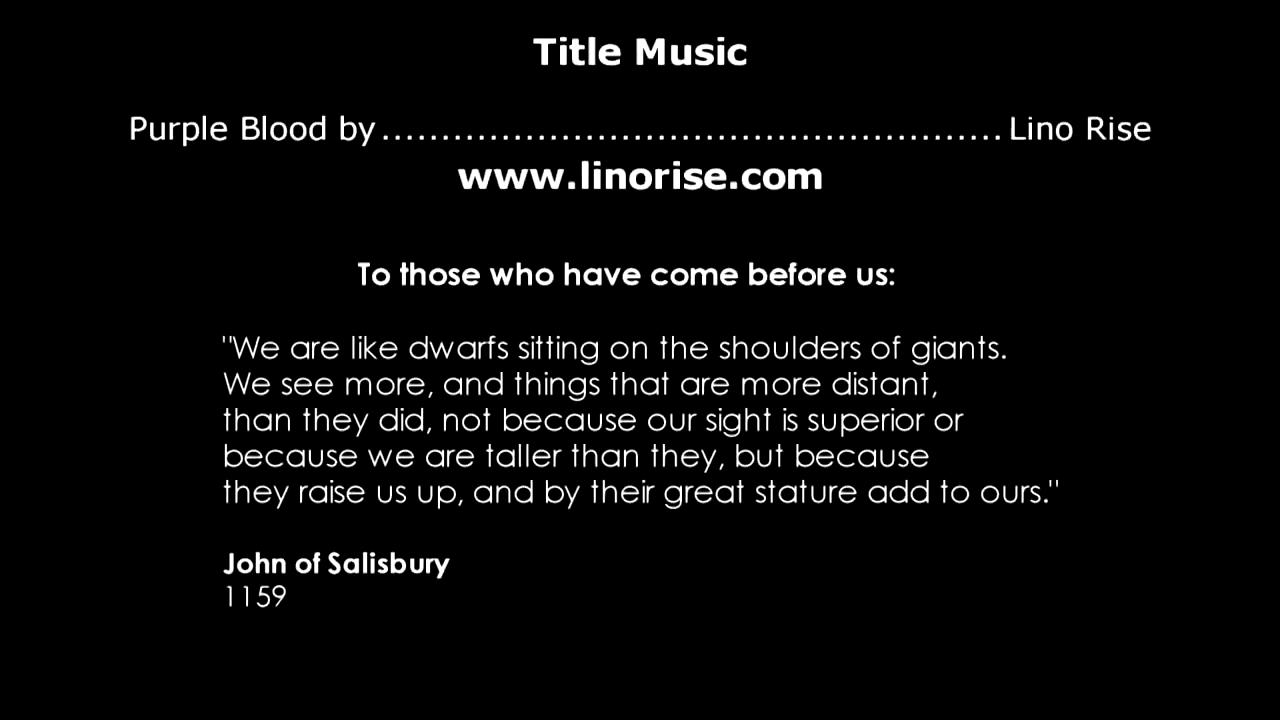 Title Music
Purple Blood by................................................Lino Rise
www.linorise.com
To those who have come before us:
"We are like dwarfs sitting on the shoulders of giants.
We see more, and things that are more distant,
than they did, not because our sight is superior or
because we are taller than they, but because
they raise us up, and by their great stature add to ours."
John of Salisbury
1159